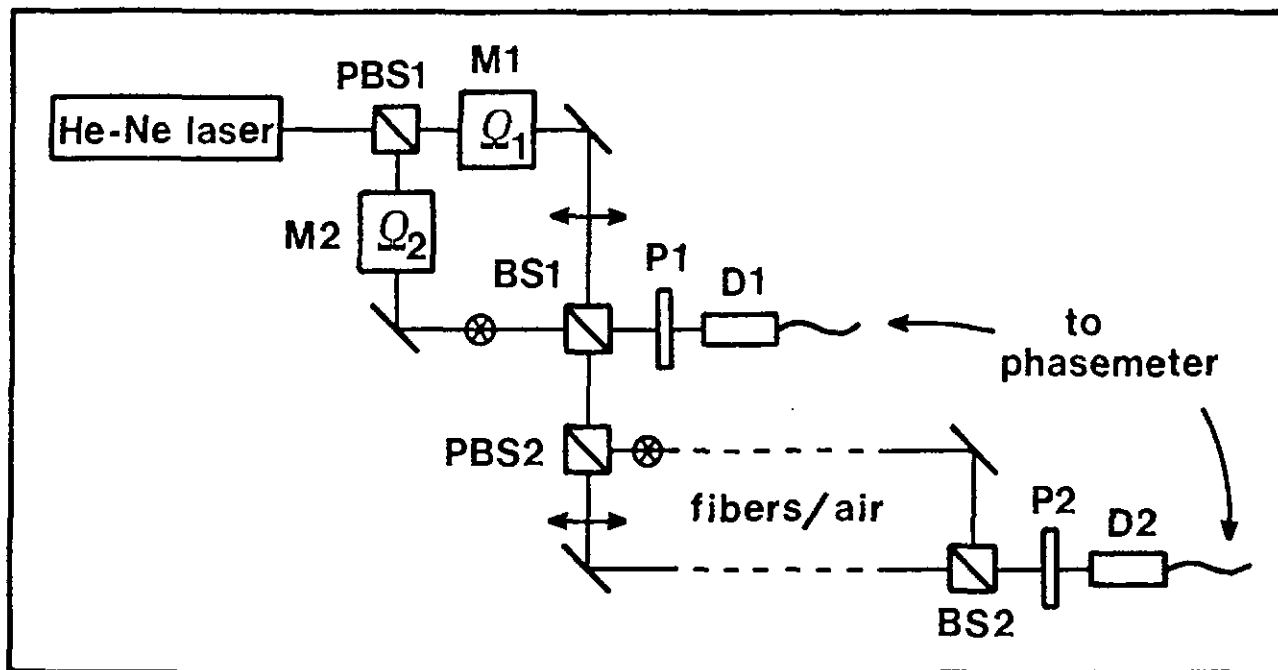 M1
PBS1
He-Ne laser
Ω1
M2
Ω2
BS1
P1
D1
to
phasemeter
PBS2
fibers/air
P2
D2
BS2